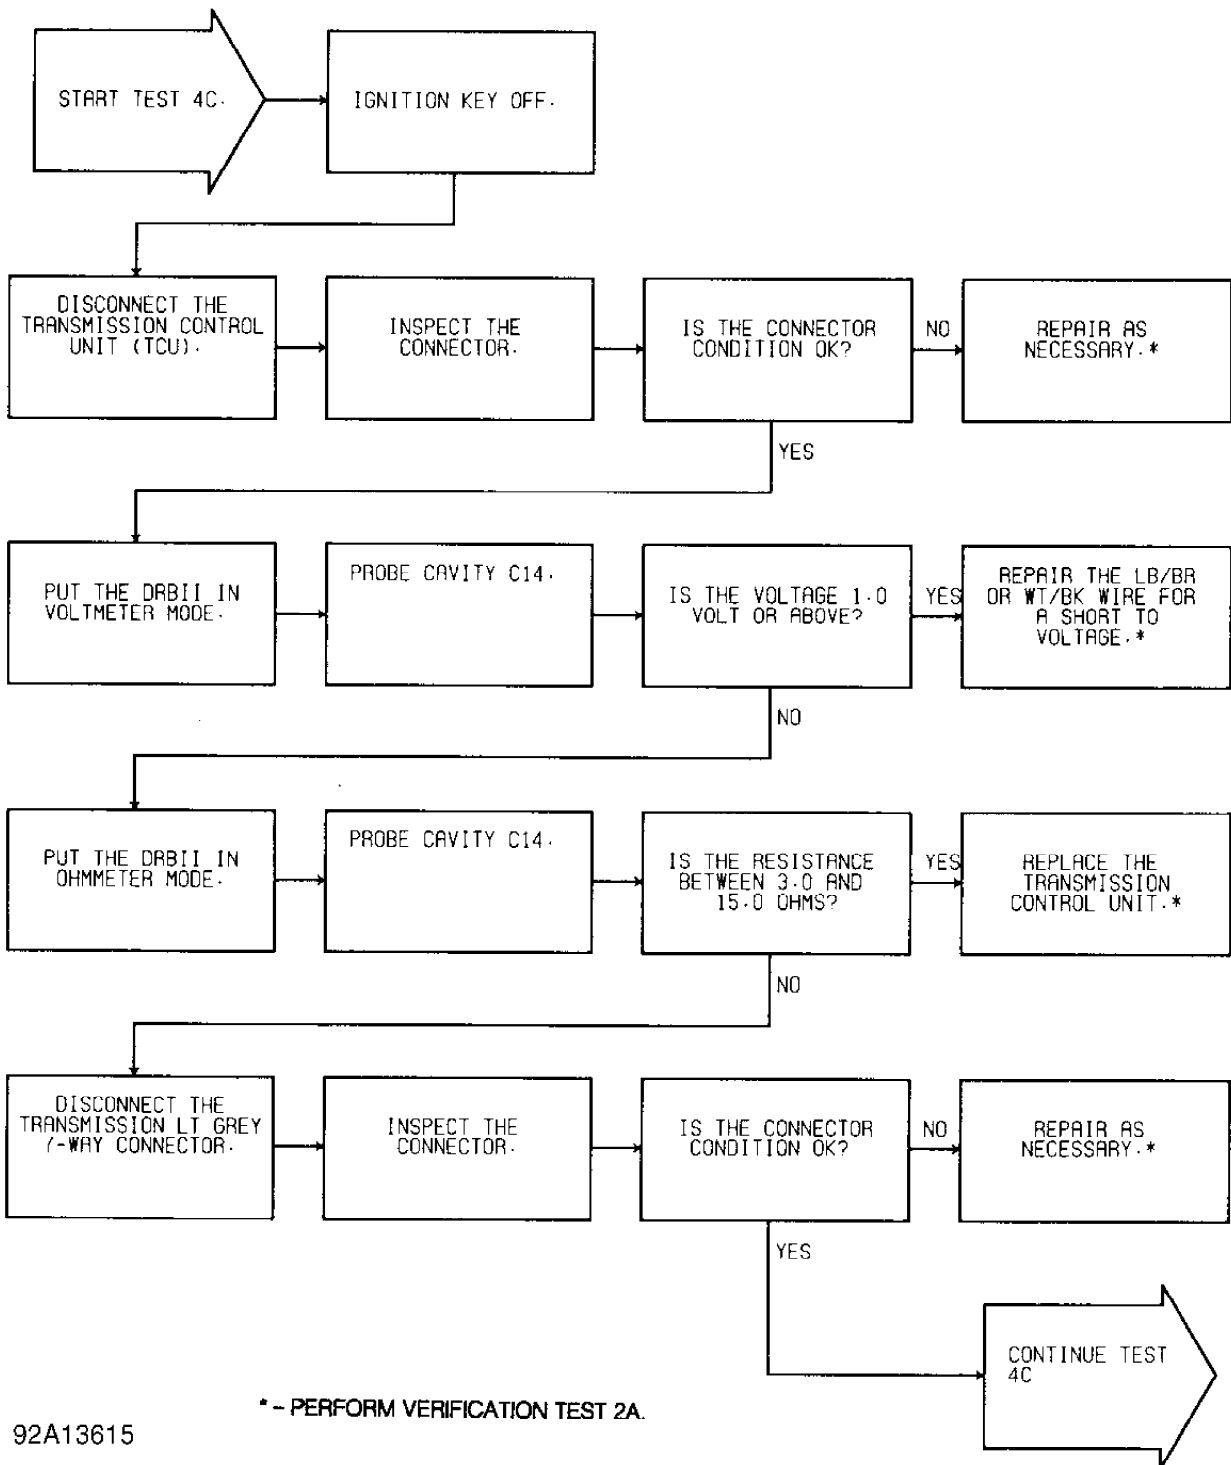 START TEST 4C.
IGNITION KEY OFF.
DISCONNECT THE
TRANSMISSION CONTROL
UNIT (TCU).
INSPECT THE
CONNECTOR.
IS THE CONNECTOR
CONDITION OK?
NO
REPAIR AS
NECESSARY.*
YES
PUT THE DRBII IN
VOLTMETER MODE.
PROBE CAVITY C14.
IS THE VOLTAGE 1.0
VOLT OR ABOVE?
YES
REPAIR THE LB/BR
OR WT/BK WIRE FOR
A SHORT TO
VOLTAGE.*
NO
PUT THE DRBII IN
OHMMETER MODE.
PROBE CAVITY C14.
IS THE RESISTANCE
BETWEEN 3.0 AND
15.0 OHMS?
YES
REPLACE THE
TRANSMISSION
CONTROL UNIT.*
NO
DISCONNECT THE
TRANSMISSION LT GREY
7-WAY CONNECTOR.
INSPECT THE
CONNECTOR.
IS THE CONNECTOR
CONDITION OK?
NO
REPAIR AS
NECESSARY.*
YES
CONTINUE TEST
4C
* - PERFORM VERIFICATION TEST 2A.
92A13615